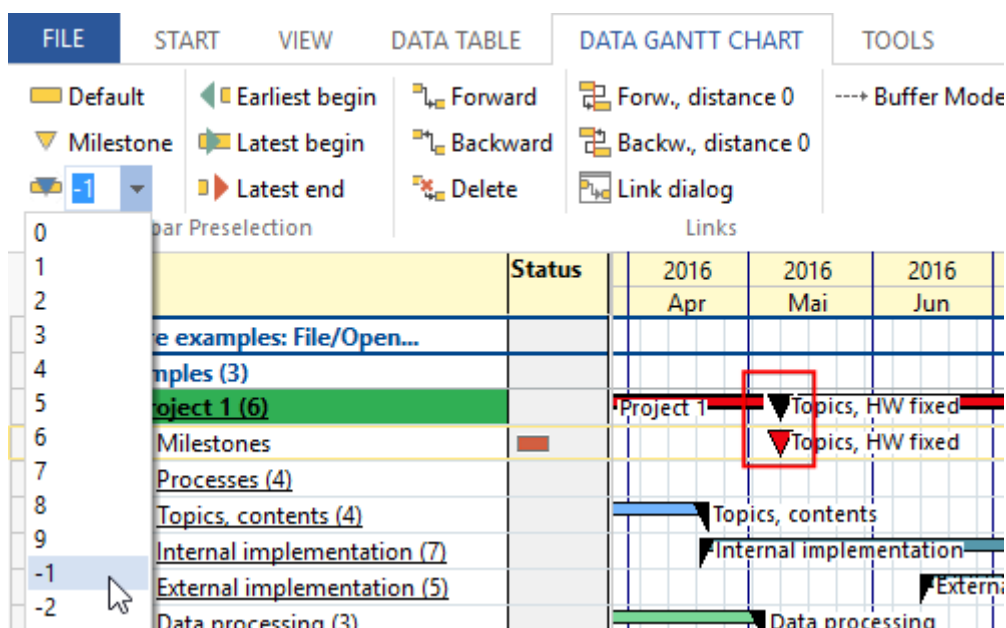 FILE START VIEW DATA TABLE DATA GANTT CHART TOOLS
Default Earliest begin Forward Forw., distance 0 Buffer Mode
Milestone Latest begin Backward Backw., distance 0
-1 Latest end Delete Link dialog
bar Preselection Links
0
1
2
3
4
5
6
7
8
9
-1
-2
Status 2016 2016 2016
Apr Mai Jun
e examples: File/Open...
mples (3)
oject 1 (6) Project 1 Topics, HW fixed
Milestones Topics, HW fixed
Processes (4)
Topics, contents (4) Topics, contents
Internal implementation (7) Internal implementation
External implementation (5) Externa
Data processing (3) Data processing